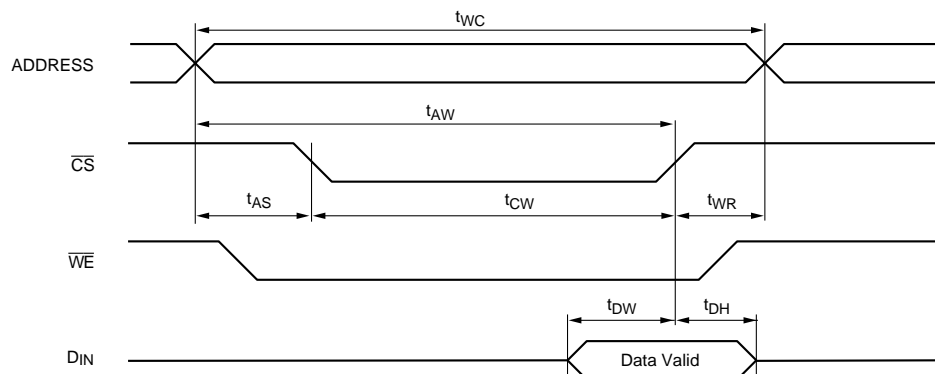 tWC
ADDRESS
tAW
CS
tAS
tCW
tWR
WE
tDW
tDH
DIN
Data Valid